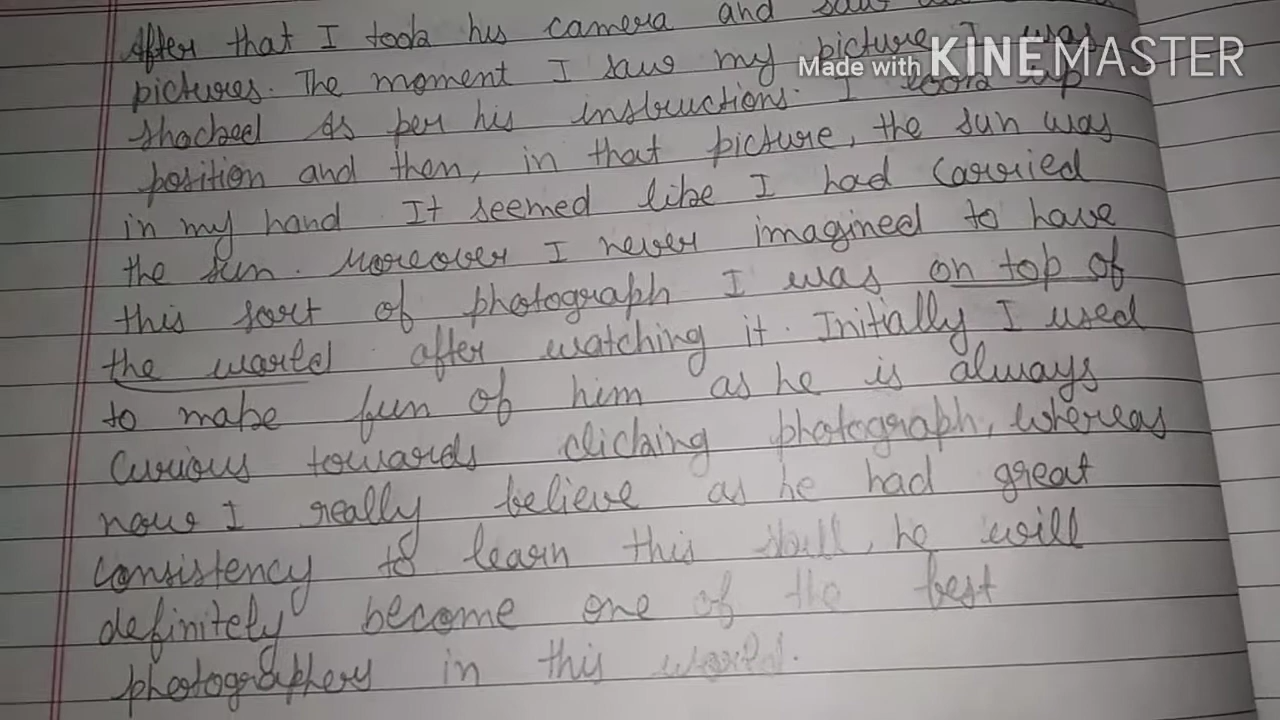 After that I took his camera and saw
pictures. The moment I saw my picture I was
Made with KINEMASTER
shocked As per his instructions. I took up
position and then, in that picture, the sun was
in my hand It seemed like I had carried
the sun. Moreover I never imagined to have
this sort of photograph I was on top of
the world after watching it. Initially I used
to make fun of him as he is always
curious towards clicking photograph, whereas
now I really believe as he had great
consistency to learn this skill, he will
definitely become one of the best
photographers in this world.